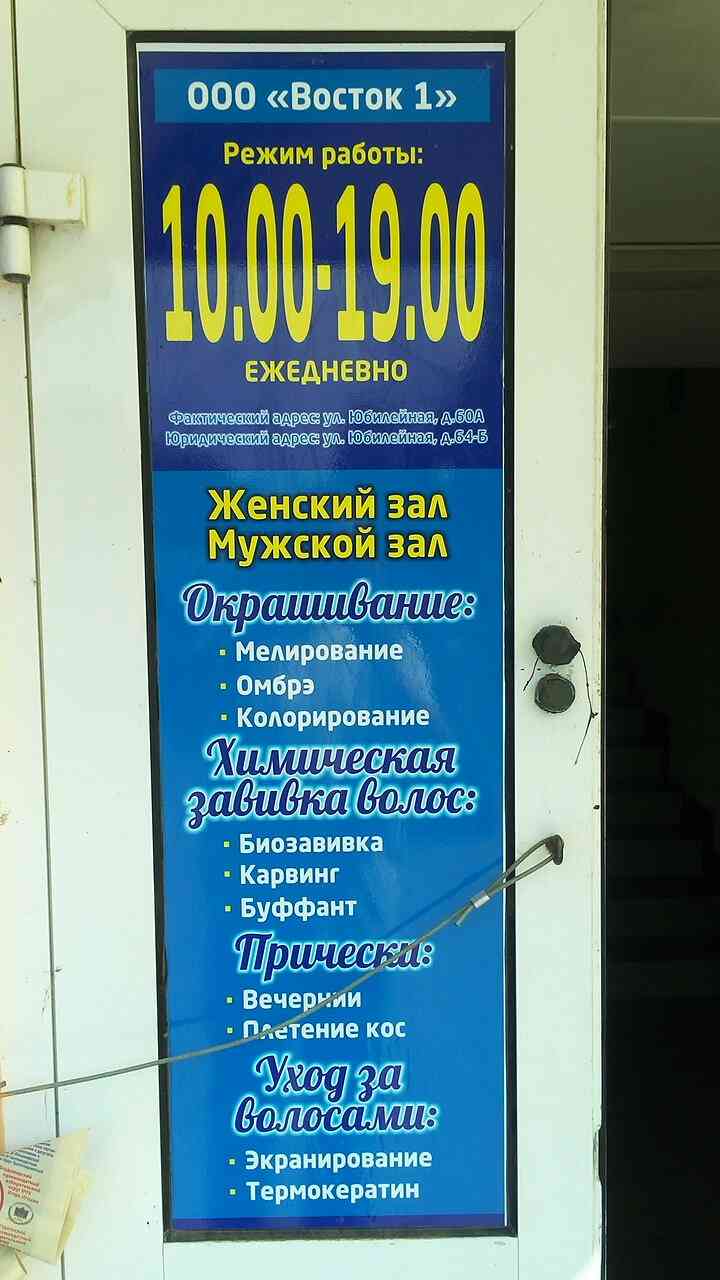 ООО «Восток 1»
Режим работы:
10.00-19.00
ЕЖЕДНЕВНО
Фактический адрес: ул. Юбилейная, д.60А
Юридический адрес: ул. Юбилейная, д.64-Б
Женский зал
Мужской зал
Окрашивание:
· Мелирование
· Омбрэ
· Колорирование
Химическая
завивка волос:
· Биозавивка
· Карвинг
· Буффант
Прически:
· Вечернии
· Плетение кос
Уход за
волосами:
· Экранирование
· Термокератин